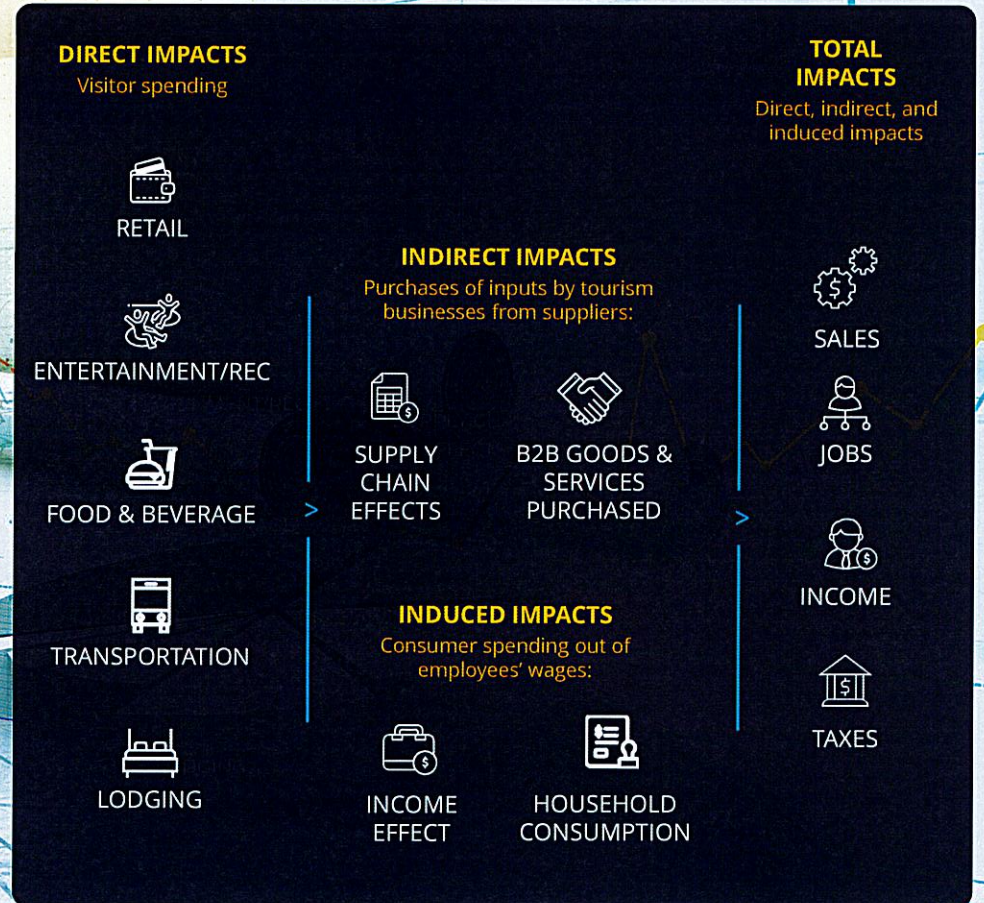 DIRECT IMPACTS
Visitor spending
RETAIL
ENTERTAINMENT/REC
FOOD & BEVERAGE
TRANSPORTATION
LODGING
>
INDIRECT IMPACTS
Purchases of inputs by tourism
businesses from suppliers:
$
SUPPLY
CHAIN
EFFECTS
B2B GOODS &
SERVICES
PURCHASED
INDUCED IMPACTS
Consumer spending out of
employees' wages:
$
INCOME
EFFECT
$
HOUSEHOLD
CONSUMPTION
>
TOTAL
IMPACTS
Direct, indirect, and
induced impacts
$
SALES
JOBS
$
INCOME
$
TAXES